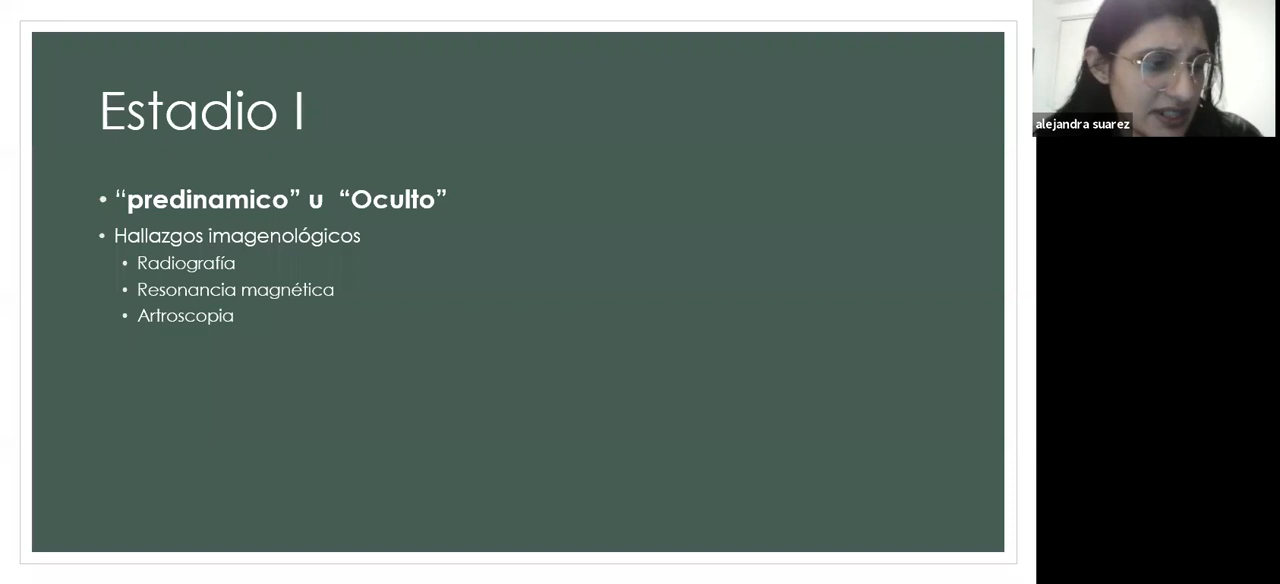 Estadio I
• “predinamico” u “Oculto”
• Hallazgos imagenológicos
• Radiografía
• Resonancia magnética
• Artroscopia
alejandra suarez